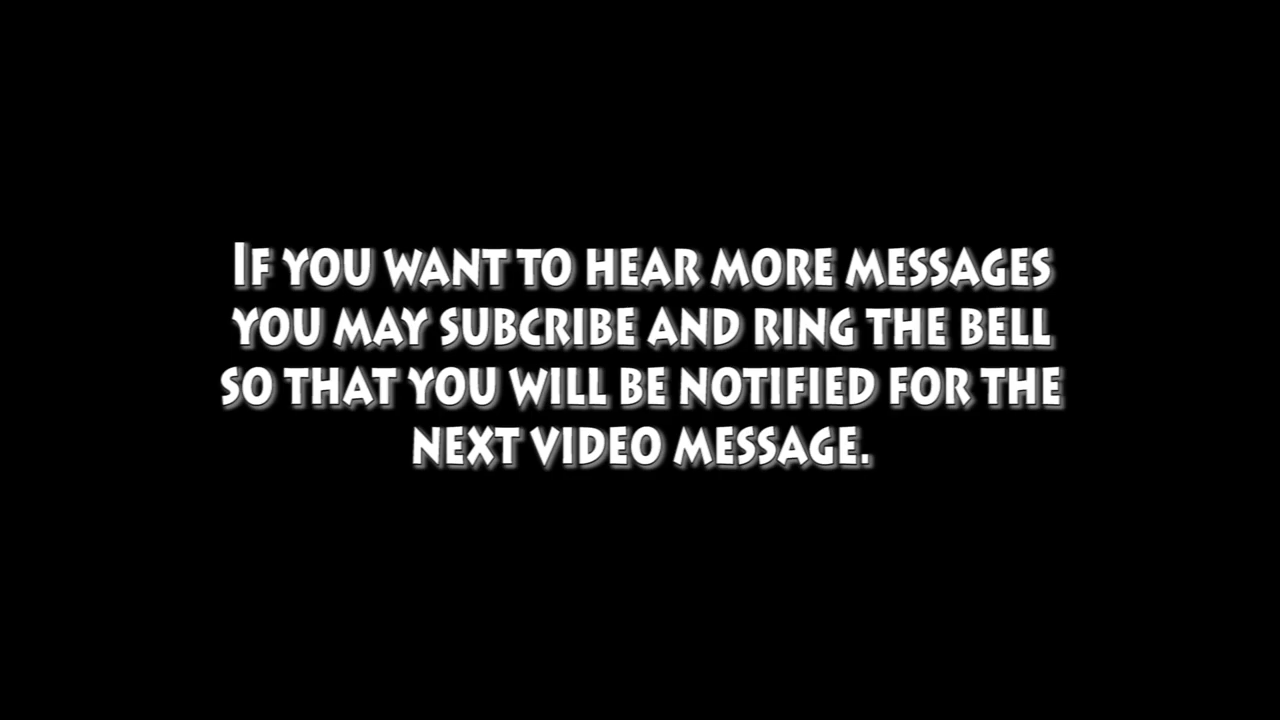 If you want to hear more messages
you may subcribe and ring the bell
so that you will be notified for the
next video message.